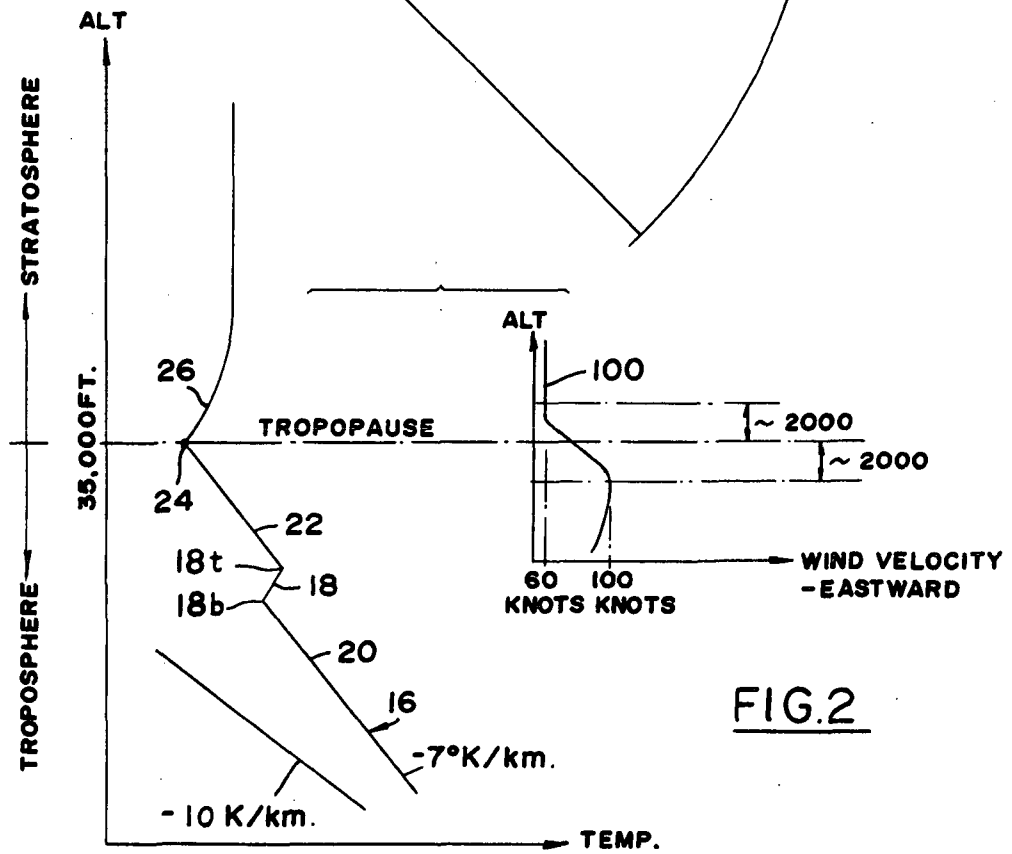 ALT
STRATOSPHERE
35,000FT.
TROPOSPHERE
26
TROPOPAUSE
24
22
18t
18
18b
20
16
-7°K/km.
-10 K/km.
TEMP.
ALT
100
~ 2000
~ 2000
60 100
KNOTS KNOTS
WIND VELOCITY
-EASTWARD
FIG.2